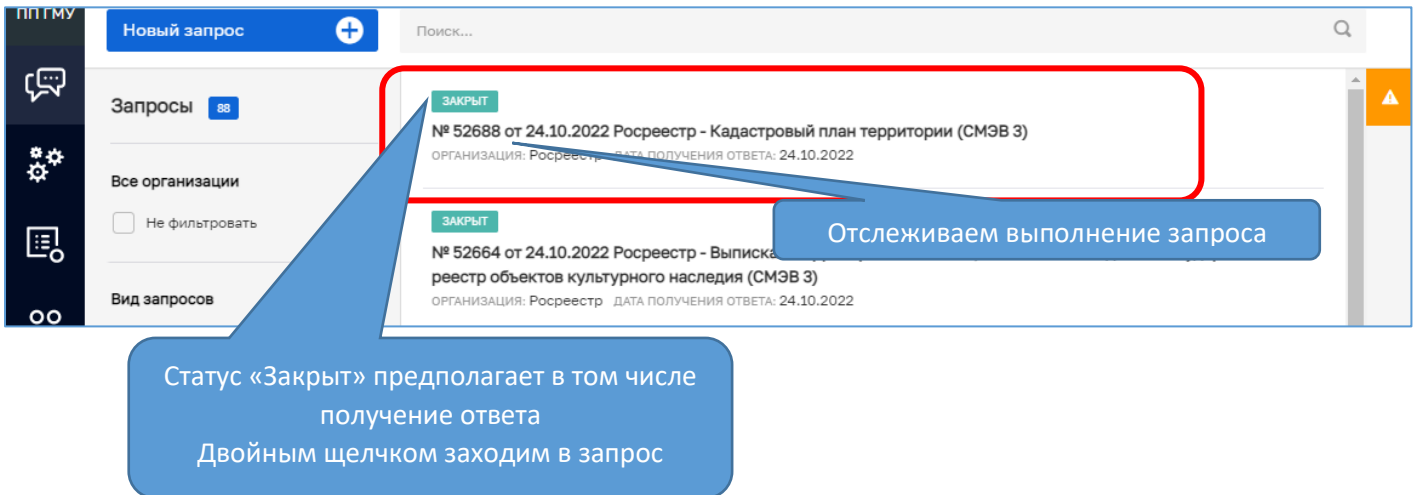 ППТМУ
Новый запрос
Поиск...
Запросы 88
ЗАКРЫТ
№ 52688 от 24.10.2022 Росреестр - Кадастровый план территории (СМЭВ 3)
ОРГАНИЗАЦИЯ: Росреестр ДАТА ПОЛУЧЕНИЯ ОТВЕТА: 24.10.2022
Все организации
Не фильтровать
ЗАКРЫТ
№ 52664 от 24.10.2022 Росреестр - Выписка
реестр объектов культурного наследия (СМЭВ 3)
ОРГАНИЗАЦИЯ: Росреестр ДАТА ПОЛУЧЕНИЯ ОТВЕТА: 24.10.2022
Вид запросов
Отслеживаем выполнение запроса
Статус «Закрыт» предполагает в том числе
получение ответа
Двойным щелчком заходим в запрос